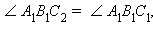 ∠A₁B₁C₂ = ∠A₁B₁C₁,